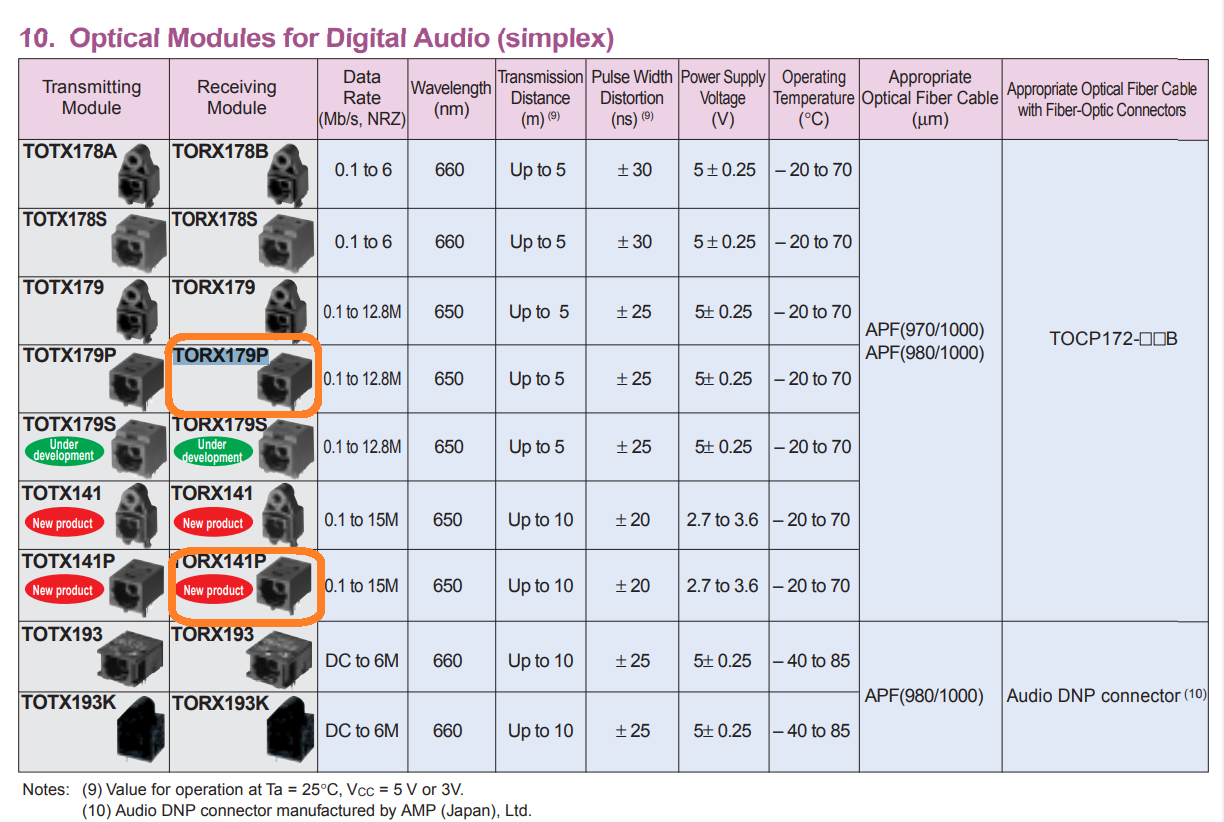 10. Optical Modules for Digital Audio (simplex)
Transmitting Module
Receiving Module
Data Rate (Mb/s, NRZ)
Wavelength (nm)
Transmission Distance (m) (9)
Pulse Width Distortion (ns) (9)
Power Supply Voltage (V)
Operating Temperature (°C)
Appropriate Optical Fiber Cable (μm)
Appropriate Optical Fiber Cable with Fiber-Optic Connectors
TOTX178A TORX178B 0.1 to 6 660 Up to 5 ± 30 5 ± 0.25 – 20 to 70
TOTX178S TORX178S 0.1 to 6 660 Up to 5 ± 30 5 ± 0.25 – 20 to 70
TOTX179 TORX179 0.1 to 12.8M 650 Up to 5 ± 25 5± 0.25 – 20 to 70
APF(970/1000)
APF(980/1000)
TOCP172-□□B
TOTX179P TORX179P 0.1 to 12.8M 650 Up to 5 ± 25 5± 0.25 – 20 to 70
TOTX179S Under development TORX179S Under development 0.1 to 12.8M 650 Up to 5 ± 25 5± 0.25 – 20 to 70
TOTX141 New product TORX141 New product 0.1 to 15M 650 Up to 10 ± 20 2.7 to 3.6 – 20 to 70
TOTX141P New product TORX141P New product 0.1 to 15M 650 Up to 10 ± 20 2.7 to 3.6 – 20 to 70
TOTX193 TORX193 DC to 6M 660 Up to 10 ± 25 5± 0.25 – 40 to 85
APF(980/1000)
Audio DNP connector (10)
TOTX193K TORX193K DC to 6M 660 Up to 10 ± 25 5± 0.25 – 40 to 85
Notes: (9) Value for operation at Ta = 25°C, VCC = 5 V or 3V.
(10) Audio DNP connector manufactured by AMP (Japan), Ltd.